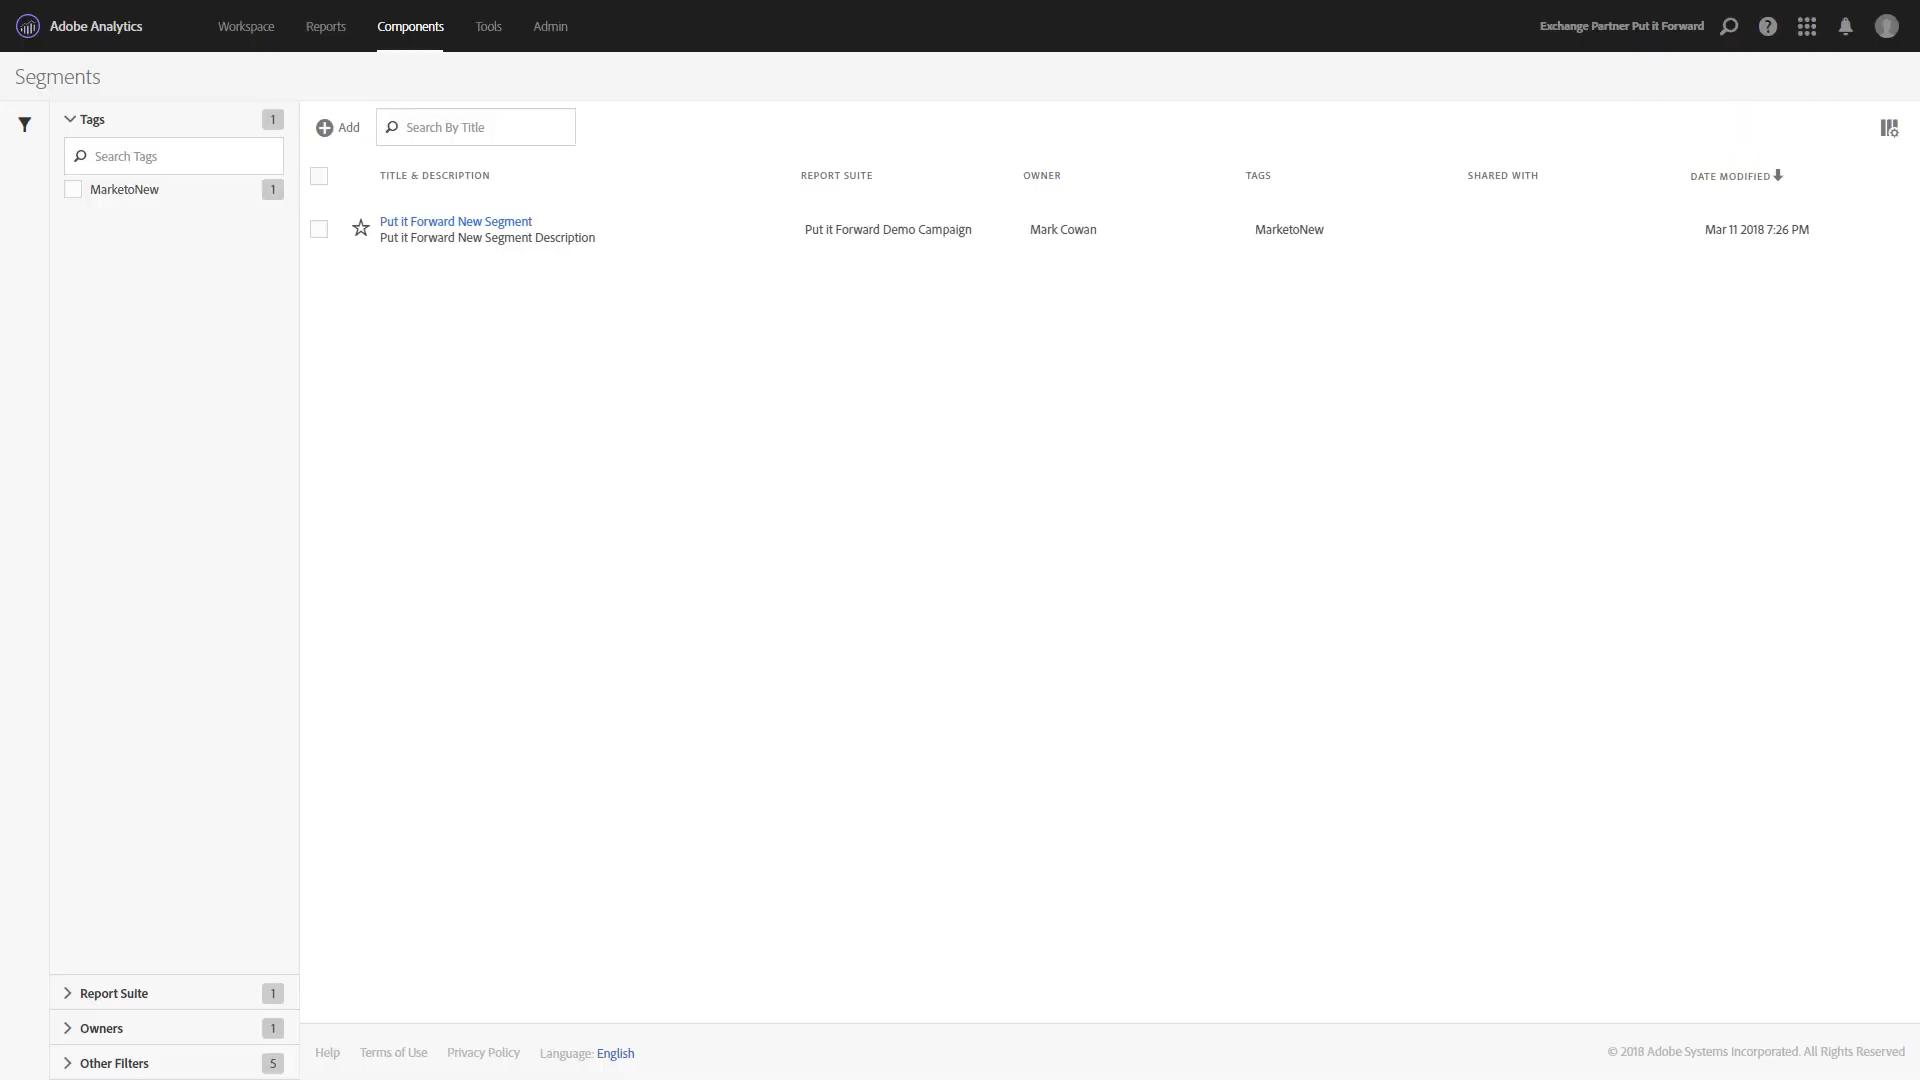 Adobe Analytics
Workspace
Reports
Components
Tools
Admin
Exchange Partner Put it Forward
Segments
Tags
1
Search Tags
MarketoNew
1
Add
Search By Title
TITLE & DESCRIPTION
REPORT SUITE
OWNER
TAGS
SHARED WITH
DATE MODIFIED
Put it Forward New Segment
Put it Forward New Segment Description
Put it Forward Demo Campaign
Mark Cowan
MarketoNew
Mar 11 2018 7:26 PM
Report Suite
1
Owners
1
Other Filters
5
Help
Terms of Use
Privacy Policy
Language: English
© 2018 Adobe Systems Incorporated. All Rights Reserved